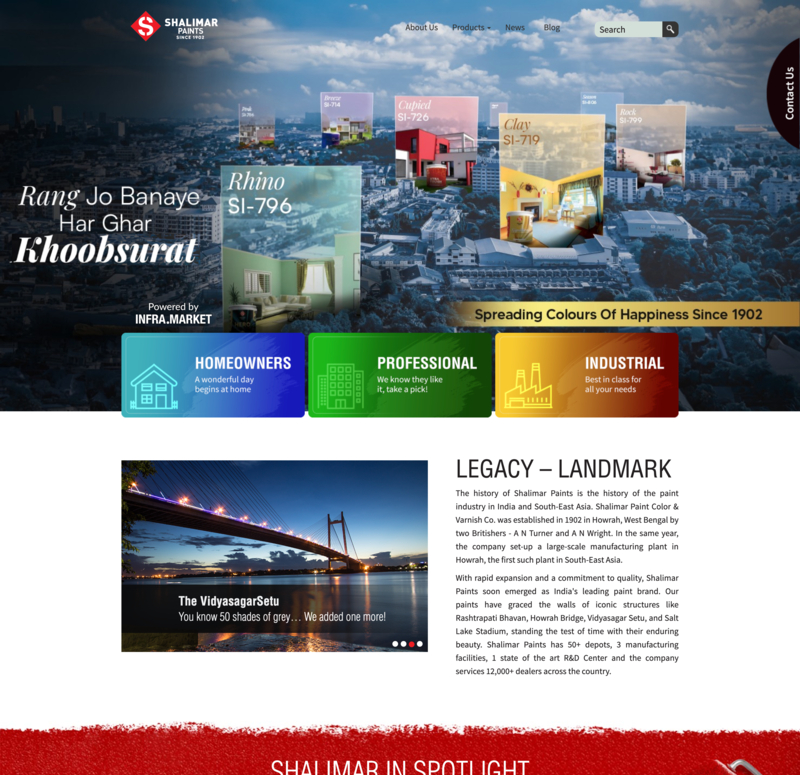 SHALIMAR
PAINTS
SINCE 1902
About Us
Products
News
Blog
Search
Contact Us
Breeze
SI-714
Cupied
SI-726
Clay
SI-719
Rock
SI-799
Rhino
SI-796
Rang Jo Banaye
Har Ghar
Khoobsurat
Powered by
INFRA.MARKET
Spreading Colours Of Happiness Since 1902
HOMEOWNERS
A wonderful day
begins at home
PROFESSIONAL
We know they like
it, take a pick!
INDUSTRIAL
Best in class for
all your needs
The VidyasagarSetu
You know 50 shades of grey… We added one more!
LEGACY – LANDMARK
The history of Shalimar Paints is the history of the paint
industry in India and South-East Asia. Shalimar Paint Color &
Varnish Co. was established in 1902 in Howrah, West Bengal by
two Britishers - A N Turner and A N Wright. In the same year,
the company set-up a large-scale manufacturing plant in
Howrah, the first such plant in South-East Asia.
With rapid expansion and a commitment to quality, Shalimar
Paints soon emerged as India's leading paint brand. Our
paints have graced the walls of iconic structures like
Rashtrapati Bhavan, Howrah Bridge, Vidyasagar Setu, and Salt
Lake Stadium, standing the test of time with their enduring
beauty. Shalimar Paints has 50+ depots, 3 manufacturing
facilities, 1 state of the art R&D Center and the company
services 12,000+ dealers across the country.
SHALIMAR IN SPOTLIGHT